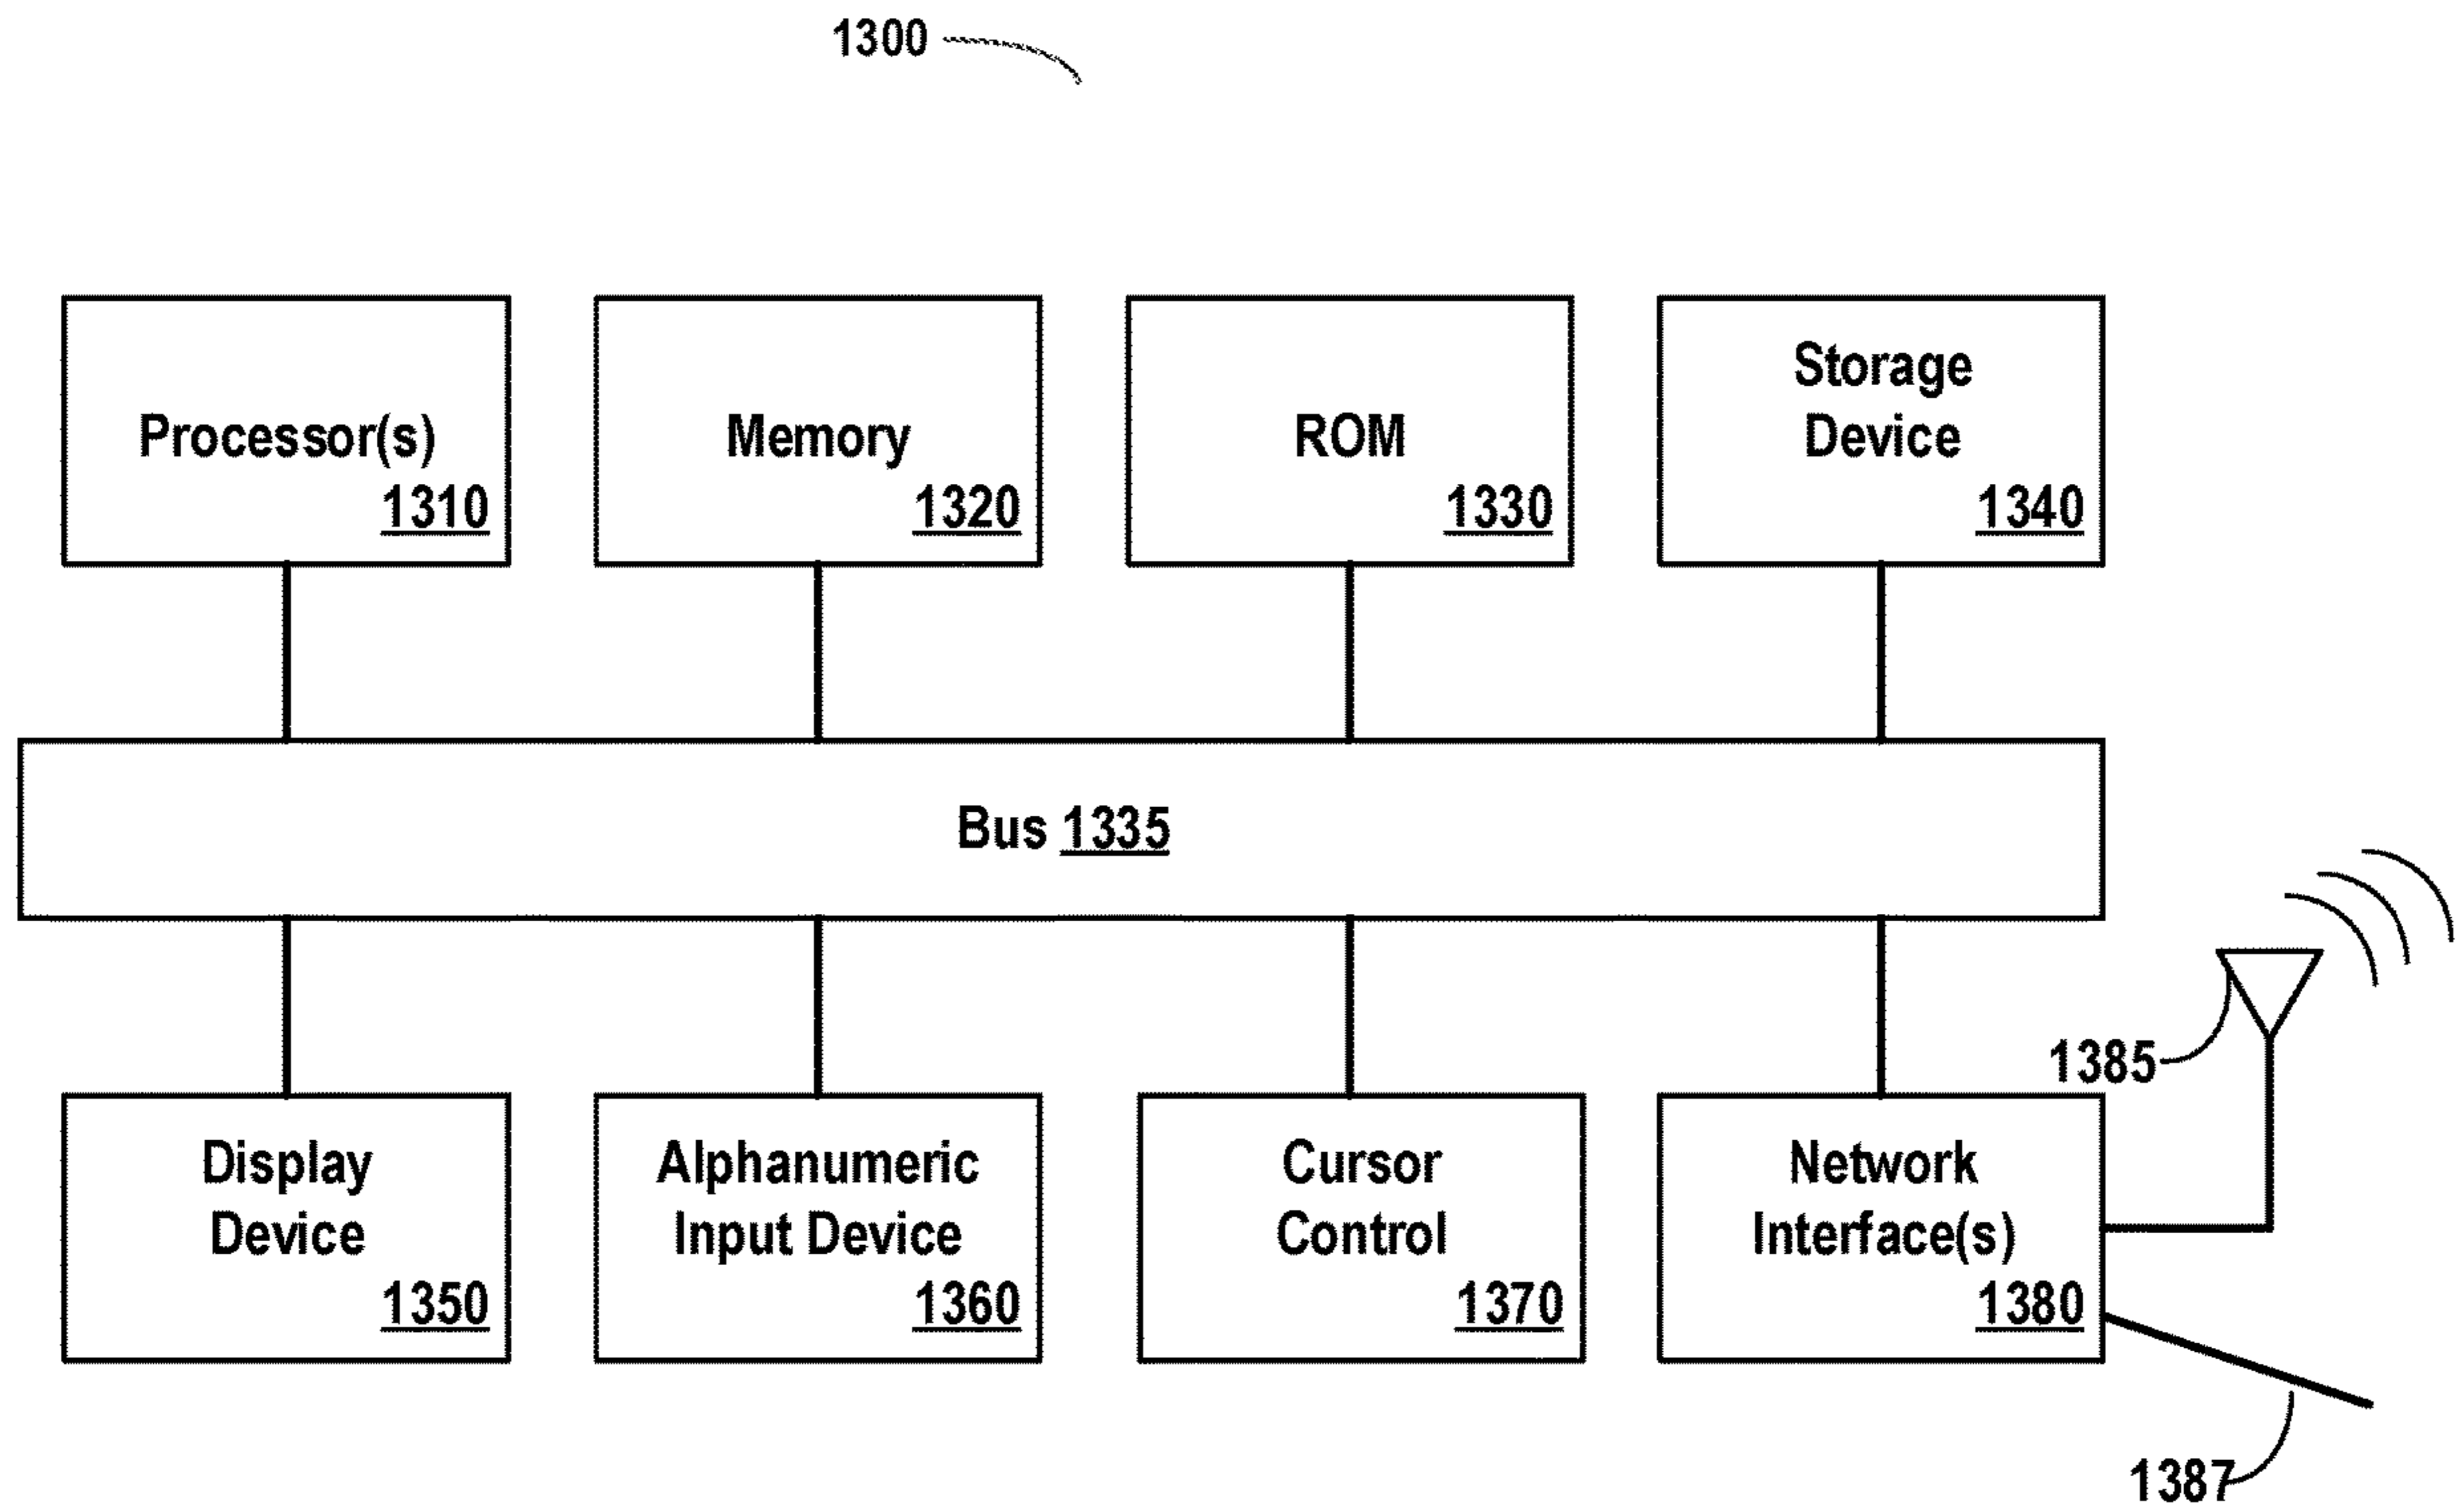 1300
Processor(s)
1310
Memory
1320
ROM
1330
Storage
Device
1340
Bus 1335
1385
Display
Device
1350
Alphanumeric
Input Device
1360
Cursor
Control
1370
Network
Interface(s)
1380
1387